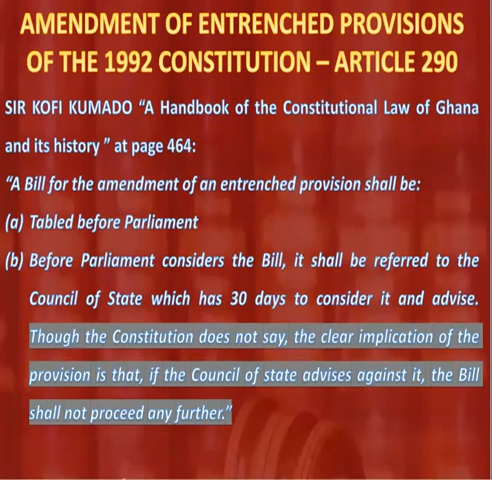 AMENDMENT OF ENTRENCHED PROVISIONS
OF THE 1992 CONSTITUTION – ARTICLE 290
SIR KOFI KUMADO “A Handbook of the Constitutional Law of Ghana
and its history ” at page 464:
“A Bill for the amendment of an entrenched provision shall be:
(a) Tabled before Parliament
(b) Before Parliament considers the Bill, it shall be referred to the
Council of State which has 30 days to consider it and advise.
Though the Constitution does not say, the clear implication of the
provision is that, if the Council of state advises against it, the Bill
shall not proceed any further.”